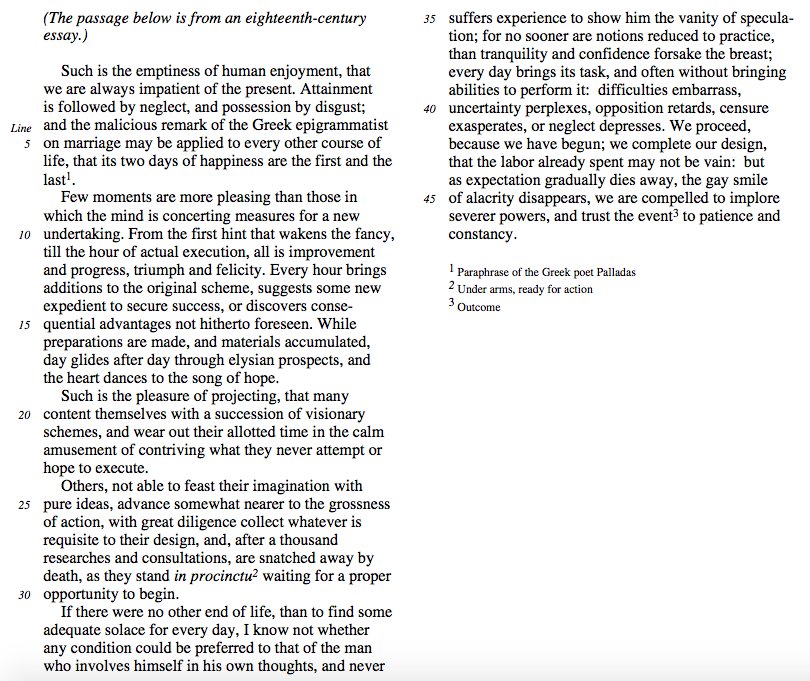 (The passage below is from an eighteenth-century
essay.)
Such is the emptiness of human enjoyment, that
we are always impatient of the present. Attainment
is followed by neglect, and possession by disgust;
Line and the malicious remark of the Greek epigrammatist
5 on marriage may be applied to every other course of
life, that its two days of happiness are the first and the
last1.
Few moments are more pleasing than those in
which the mind is concerting measures for a new
10 undertaking. From the first hint that wakens the fancy,
till the hour of actual execution, all is improvement
and progress, triumph and felicity. Every hour brings
additions to the original scheme, suggests some new
expedient to secure success, or discovers conse-
15 quential advantages not hitherto foreseen. While
preparations are made, and materials accumulated,
day glides after day through elysian prospects, and
the heart dances to the song of hope.
Such is the pleasure of projecting, that many
20 content themselves with a succession of visionary
schemes, and wear out their allotted time in the calm
amusement of contriving what they never attempt or
hope to execute.
Others, not able to feast their imagination with
25 pure ideas, advance somewhat nearer to the grossness
of action, with great diligence collect whatever is
requisite to their design, and, after a thousand
researches and consultations, are snatched away by
death, as they stand in procinctu2 waiting for a proper
30 opportunity to begin.
If there were no other end of life, than to find some
adequate solace for every day, I know not whether
any condition could be preferred to that of the man
who involves himself in his own thoughts, and never
35 suffers experience to show him the vanity of specula-
tion; for no sooner are notions reduced to practice,
than tranquility and confidence forsake the breast;
every day brings its task, and often without bringing
abilities to perform it: difficulties embarrass,
40 uncertainty perplexes, opposition retards, censure
exasperates, or neglect depresses. We proceed,
because we have begun; we complete our design,
that the labor already spent may not be vain: but
as expectation gradually dies away, the gay smile
45 of alacrity disappears, we are compelled to implore
severer powers, and trust the event3 to patience and
constancy.
1 Paraphrase of the Greek poet Palladas
2 Under arms, ready for action
3 Outcome